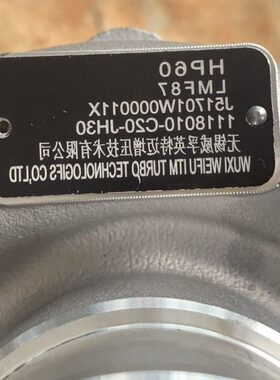 HP60
LMF87
J51701W000011X
1118010-C20-JH30
无锡威孚英特迈增压技术有限公司
WUXI WEIFU ITM TURBO TECHNOLOGIES CO,LTD